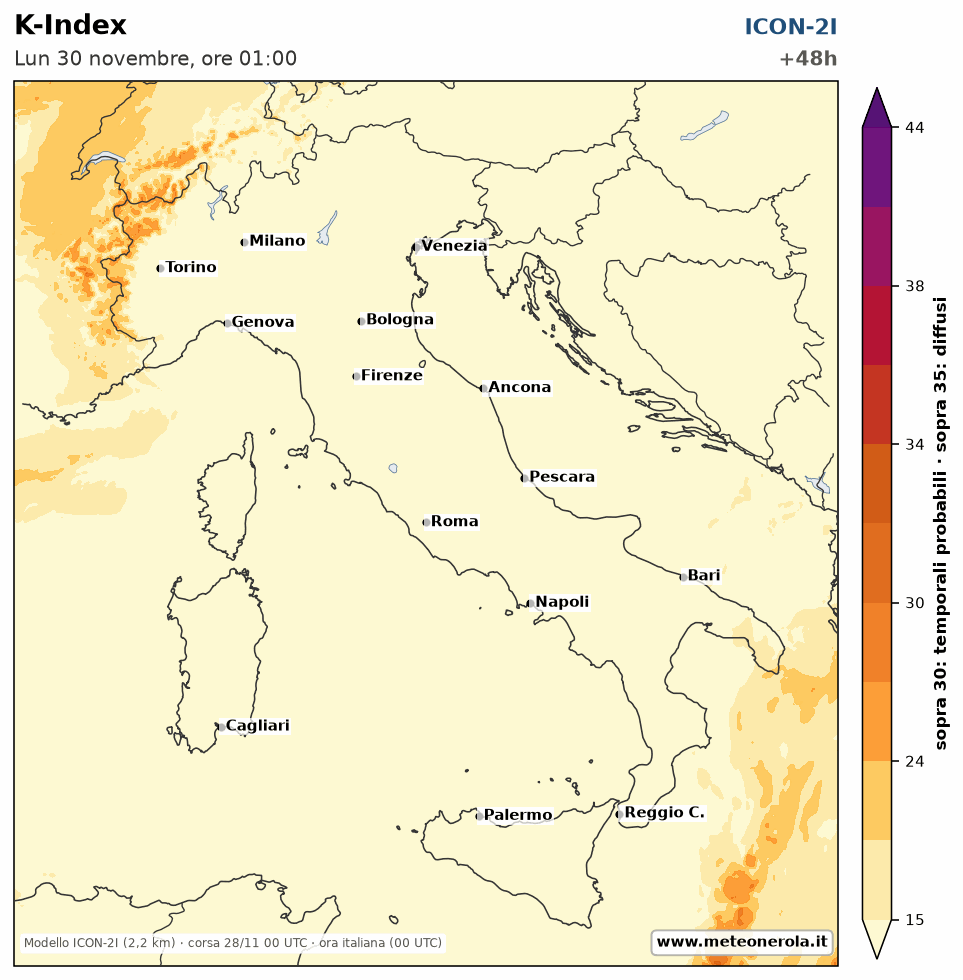 K-Index
ICON-2I
Lun 30 novembre, ore 01:00
+48h
44
38
34
30
24
15
sopra 30: temporali probabili · sopra 35: diffusi
Milano
Venezia
Torino
Genova
Bologna
Firenze
Ancona
Pescara
Roma
Bari
Napoli
Cagliari
Palermo
Reggio C.
Modello ICON-2I (2,2 km) · corsa 28/11 00 UTC · ora italiana (00 UTC)
www.meteonerola.it